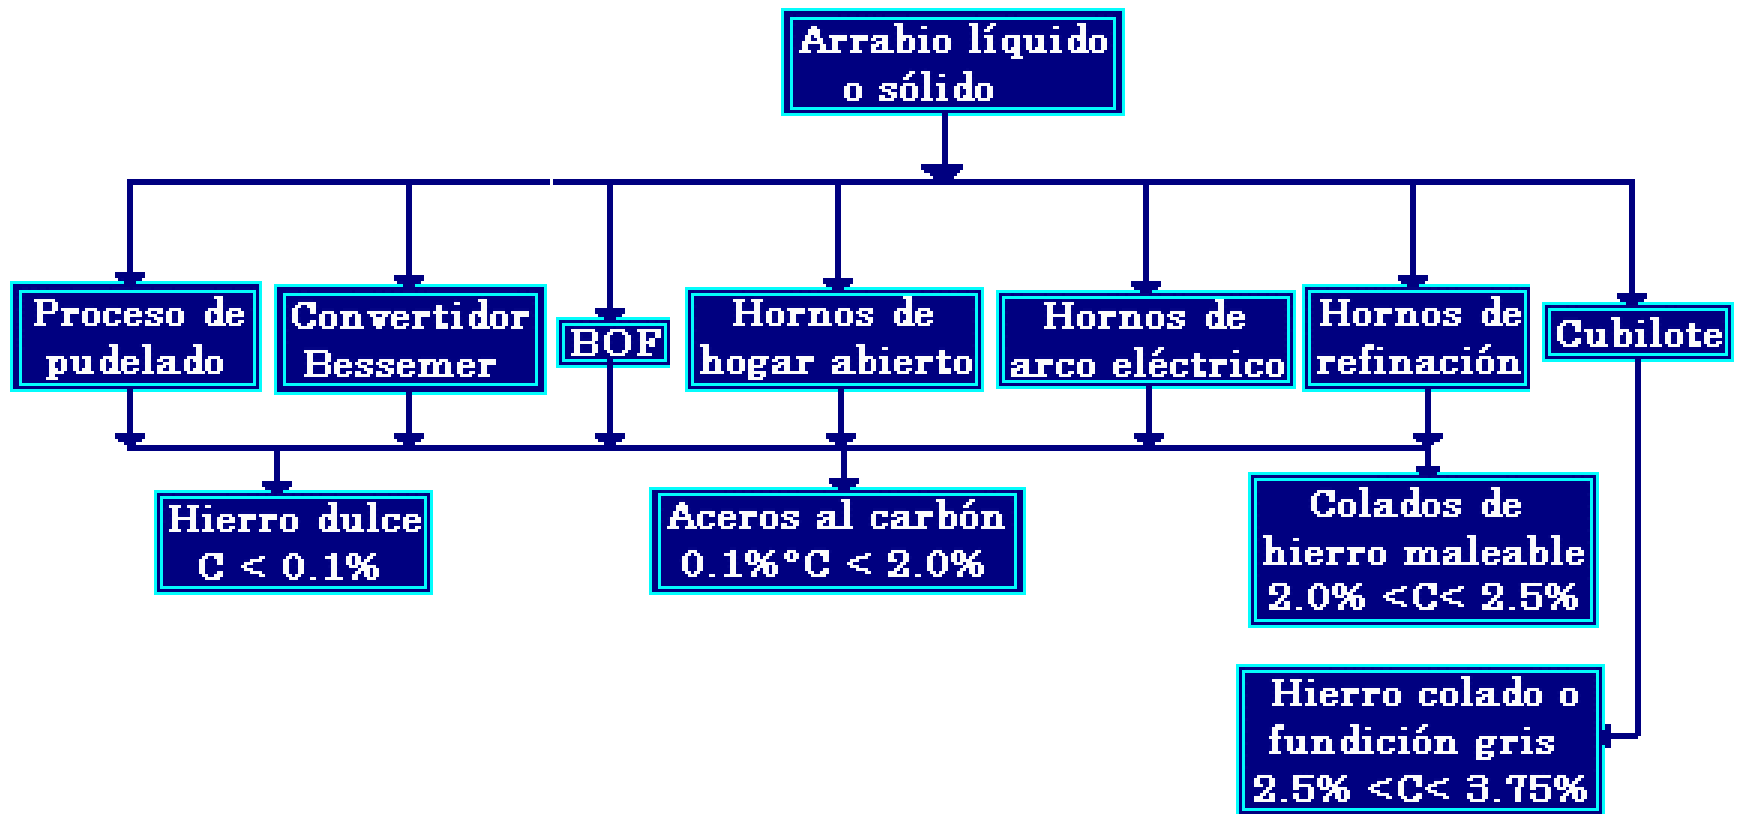 Arrabio líquido
o sólido
Proceso de
pudelado
Convertidor
Bessemer
BOF
Hornos de
hogar abierto
Hornos de
arco eléctrico
Hornos de
refinación
Cubilote
Hierro dulce
C < 0.1%
Aceros al carbón
0.1%°C < 2.0%
Colados de
hierro maleable
2.0% <C< 2.5%
Hierro colado o
fundición gris
2.5% <C< 3.75%